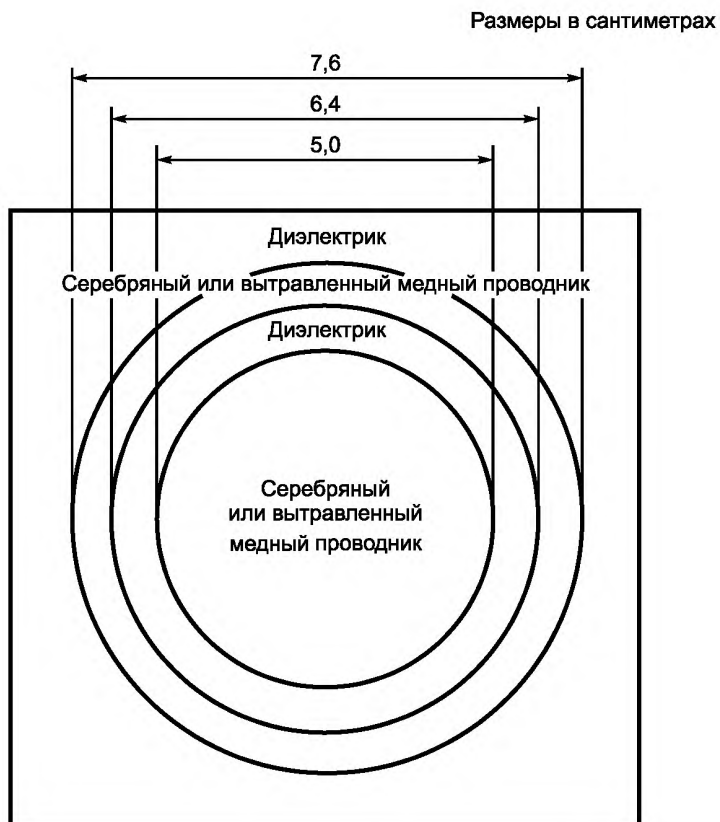 Размеры в сантиметрах
7,6
6,4
5,0
Диэлектрик
Серебряный или вытравленный медный проводник
Диэлектрик
Серебряный
или вытравленный
медный проводник